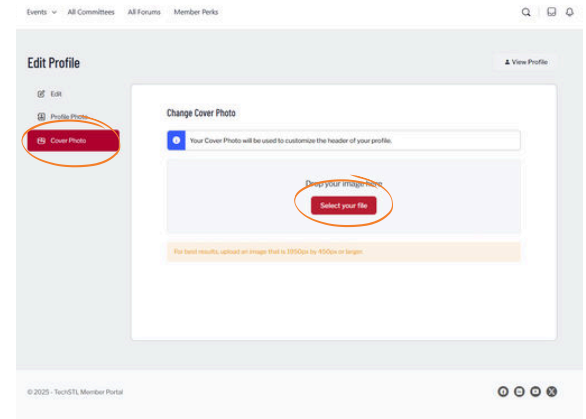 Events All Committees All Forums Member Perks
Edit Profile
View Profile
Edit
Profile Photo
Cover Photo
Change Cover Photo
Your Cover Photo will be used to customize the header of your profile.
Drop your image here
Select your file
For best results, upload an image that is 1950px by 450px or larger.
© 2025 - TechSTL Member Portal